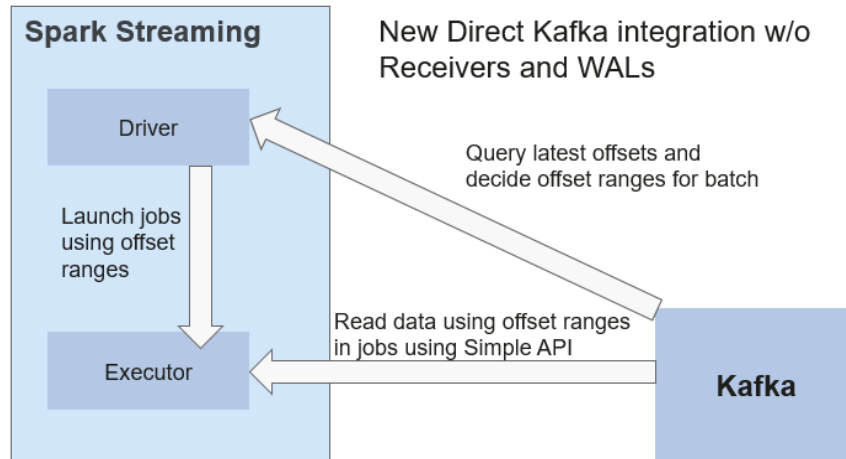 Spark Streaming
New Direct Kafka integration w/o
Receivers and WALs
Driver
Query latest offsets and
decide offset ranges for batch
Launch jobs
using offset
ranges
Read data using offset ranges
in jobs using Simple API
Executor
Kafka